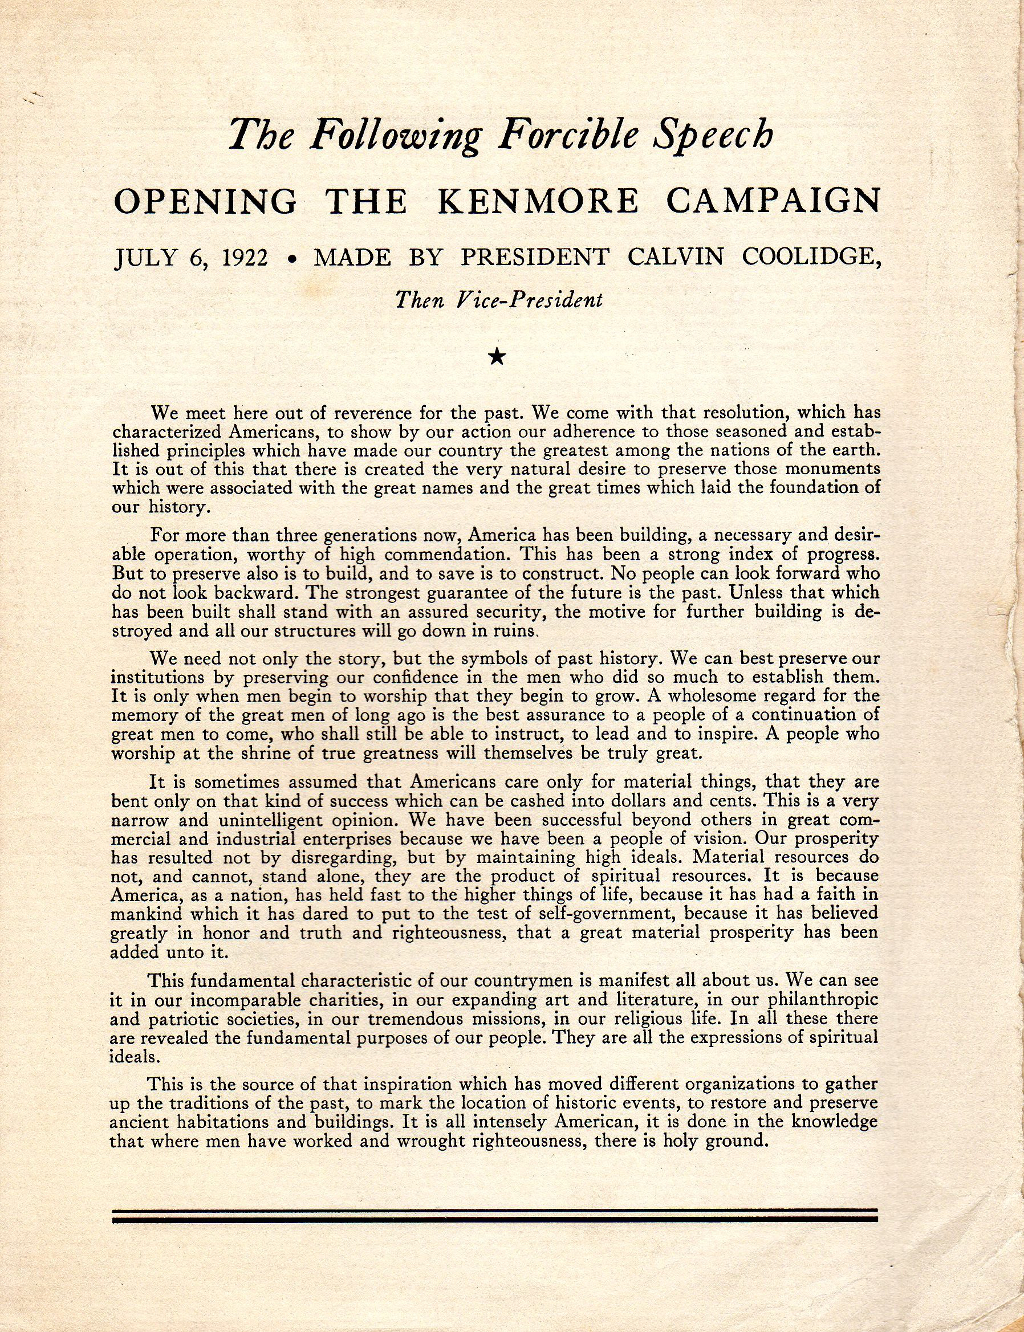 The Following Forcible Speech
OPENING THE KENMORE CAMPAIGN
JULY 6, 1922 • MADE BY PRESIDENT CALVIN COOLIDGE,
Then Vice-President
★
We meet here out of reverence for the past. We come with that resolution, which has
characterized Americans, to show by our action our adherence to those seasoned and estab-
lished principles which have made our country the greatest among the nations of the earth.
It is out of this that there is created the very natural desire to preserve those monuments
which were associated with the great names and the great times which laid the foundation of
our history.
For more than three generations now, America has been building, a necessary and desir-
able operation, worthy of high commendation. This has been a strong index of progress.
But to preserve also is to build, and to save is to construct. No people can look forward who
do not look backward. The strongest guarantee of the future is the past. Unless that which
has been built shall stand with an assured security, the motive for further building is de-
stroyed and all our structures will go down in ruins.
We need not only the story, but the symbols of past history. We can best preserve our
institutions by preserving our confidence in the men who did so much to establish them.
It is only when men begin to worship that they begin to grow. A wholesome regard for the
memory of the great men of long ago is the best assurance to a people of a continuation of
great men to come, who shall still be able to instruct, to lead and to inspire. A people who
worship at the shrine of true greatness will themselves be truly great.
It is sometimes assumed that Americans care only for material things, that they are
bent only on that kind of success which can be cashed into dollars and cents. This is a very
narrow and unintelligent opinion. We have been successful beyond others in great com-
mercial and industrial enterprises because we have been a people of vision. Our prosperity
has resulted not by disregarding, but by maintaining high ideals. Material resources do
not, and cannot, stand alone, they are the product of spiritual resources. It is because
America, as a nation, has held fast to the higher things of life, because it has had a faith in
mankind which it has dared to put to the test of self-government, because it has believed
greatly in honor and truth and righteousness, that a great material prosperity has been
added unto it.
This fundamental characteristic of our countrymen is manifest all about us. We can see
it in our incomparable charities, in our expanding art and literature, in our philanthropic
and patriotic societies, in our tremendous missions, in our religious life. In all these there
are revealed the fundamental purposes of our people. They are all the expressions of spiritual
ideals.
This is the source of that inspiration which has moved different organizations to gather
up the traditions of the past, to mark the location of historic events, to restore and preserve
ancient habitations and buildings. It is all intensely American, it is done in the knowledge
that where men have worked and wrought righteousness, there is holy ground.